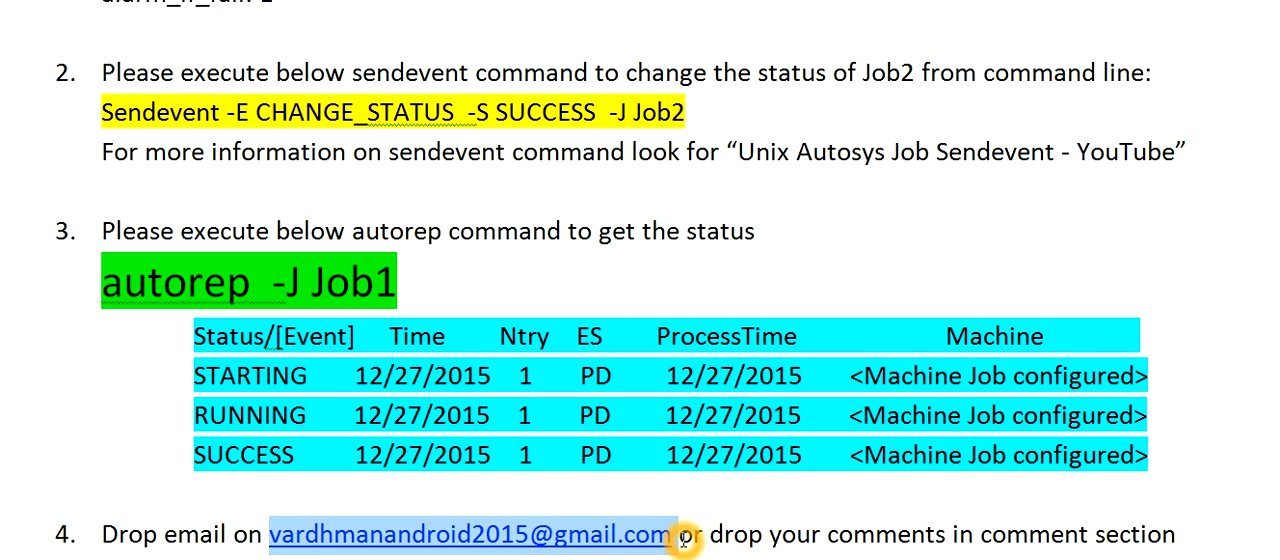 2. Please execute below sendevent command to change the status of Job2 from command line:
Sendevent -E CHANGE_STATUS -S SUCCESS -J Job2
For more information on sendevent command look for “Unix Autosys Job Sendevent - YouTube”
3. Please execute below autorep command to get the status
autorep -J Job1
Status/[Event] Time Ntry ES ProcessTime Machine
STARTING 12/27/2015 1 PD 12/27/2015 <Machine Job configured>
RUNNING 12/27/2015 1 PD 12/27/2015 <Machine Job configured>
SUCCESS 12/27/2015 1 PD 12/27/2015 <Machine Job configured>
4. Drop email on vardhmanandroid2015@gmail.com or drop your comments in comment section